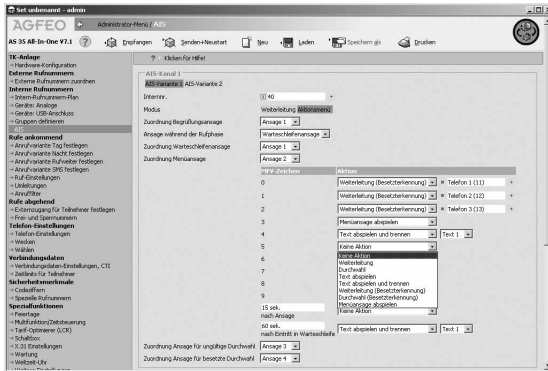 Set unbenannt - admin
AGFEO
Administrator-Menü / AIS
AS 35 All-In-One V7.1
Empfangen
Senden+Neustart
Neu
Laden
Speichern als
Drucken
TK-Anlage
Hardware-Konfiguration
Externe Rufnummern
Externe Rufnummern zuordnen
Interne Rufnummern
Intern-Rufnummern-Plan
Geräte: Analoge
Geräte: USB-Anschluss
Gruppen definieren
AIS
Rufe ankommend
Anrufvariante Tag festlegen
Anrufvariante Nacht festlegen
Anrufvariante Rufweiter festlegen
Anrufvariante SMS festlegen
Ruf-Einstellungen
Umleitungen
Anruffilter
Rufe abgehend
Externzugang für Teilnehmer festlegen
Frei- und Sperrnummern
Telefon-Einstellungen
Telefon-Einstellungen
Wecken
Wählen
Verbindungsdaten
Verbindungsdaten-Einstellungen, CTI
Zeitlimits für Teilnehmer
Sicherheitsmerkmale
Codeziffern
Spezielle Rufnummern
Spezialfunktionen
Feiertage
Multifunktion/Zeitsteuerung
Tarif-Optimierer (LCR)
Schaltbox
X.31 Einstellungen
Wartung
Weltzeit-Uhr
? Klicken für Hilfe!
AIS-Kanal 1
AIS-Variante 1 AIS-Variante 2
Internnr. 40
Modus Weiterleitung Aktionsmenü
Zuordnung Begrüßungsansage Ansage 1
Ansage während der Rufphase Warteschleifenansage
Zuordnung Warteschleifenansage Ansage 1
Zuordnung Menüansage Ansage 2
MFV-Zeichen Aktion
0 Weiterleitung (Besetzterkennung) = Telefon 1 (11)
1 Weiterleitung (Besetzterkennung) = Telefon 2 (12)
2 Weiterleitung (Besetzterkennung) = Telefon 3 (13)
3 Menüansage abspielen
4 Text abspielen und trennen Text 1
5 Keine Aktion
6
7
8
9
Keine Aktion
Weiterleitung
Durchwahl
Text abspielen
Text abspielen und trennen
Weiterleitung (Besetzterkennung)
Durchwahl (Besetzterkennung)
Menüansage abspielen
15 sek. Keine Aktion
nach Ansage
60 sek. Text abspielen und trennen Text 1
nach Eintritt in Warteschleife
Zuordnung Ansage für ungültige Durchwahl Ansage 3
Zuordnung Ansage für besetzte Durchwahl Ansage 4